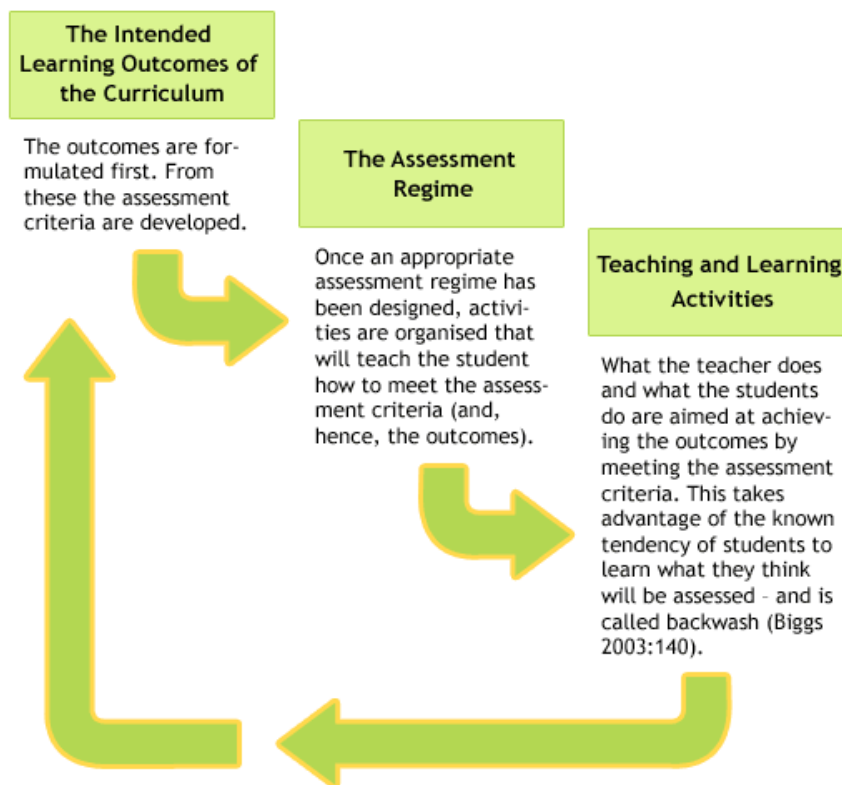 The Intended
Learning Outcomes of
the Curriculum
The outcomes are for-
mulated first. From
these the assessment
criteria are developed.
The Assessment
Regime
Once an appropriate
assessment regime has
been designed, activi-
ties are organised that
will teach the student
how to meet the assess-
ment criteria (and,
hence, the outcomes).
Teaching and Learning
Activities
What the teacher does
and what the students
do are aimed at achiev-
ing the outcomes by
meeting the assessment
criteria. This takes
advantage of the known
tendency of students to
learn what they think
will be assessed – and is
called backwash (Biggs
2003:140).